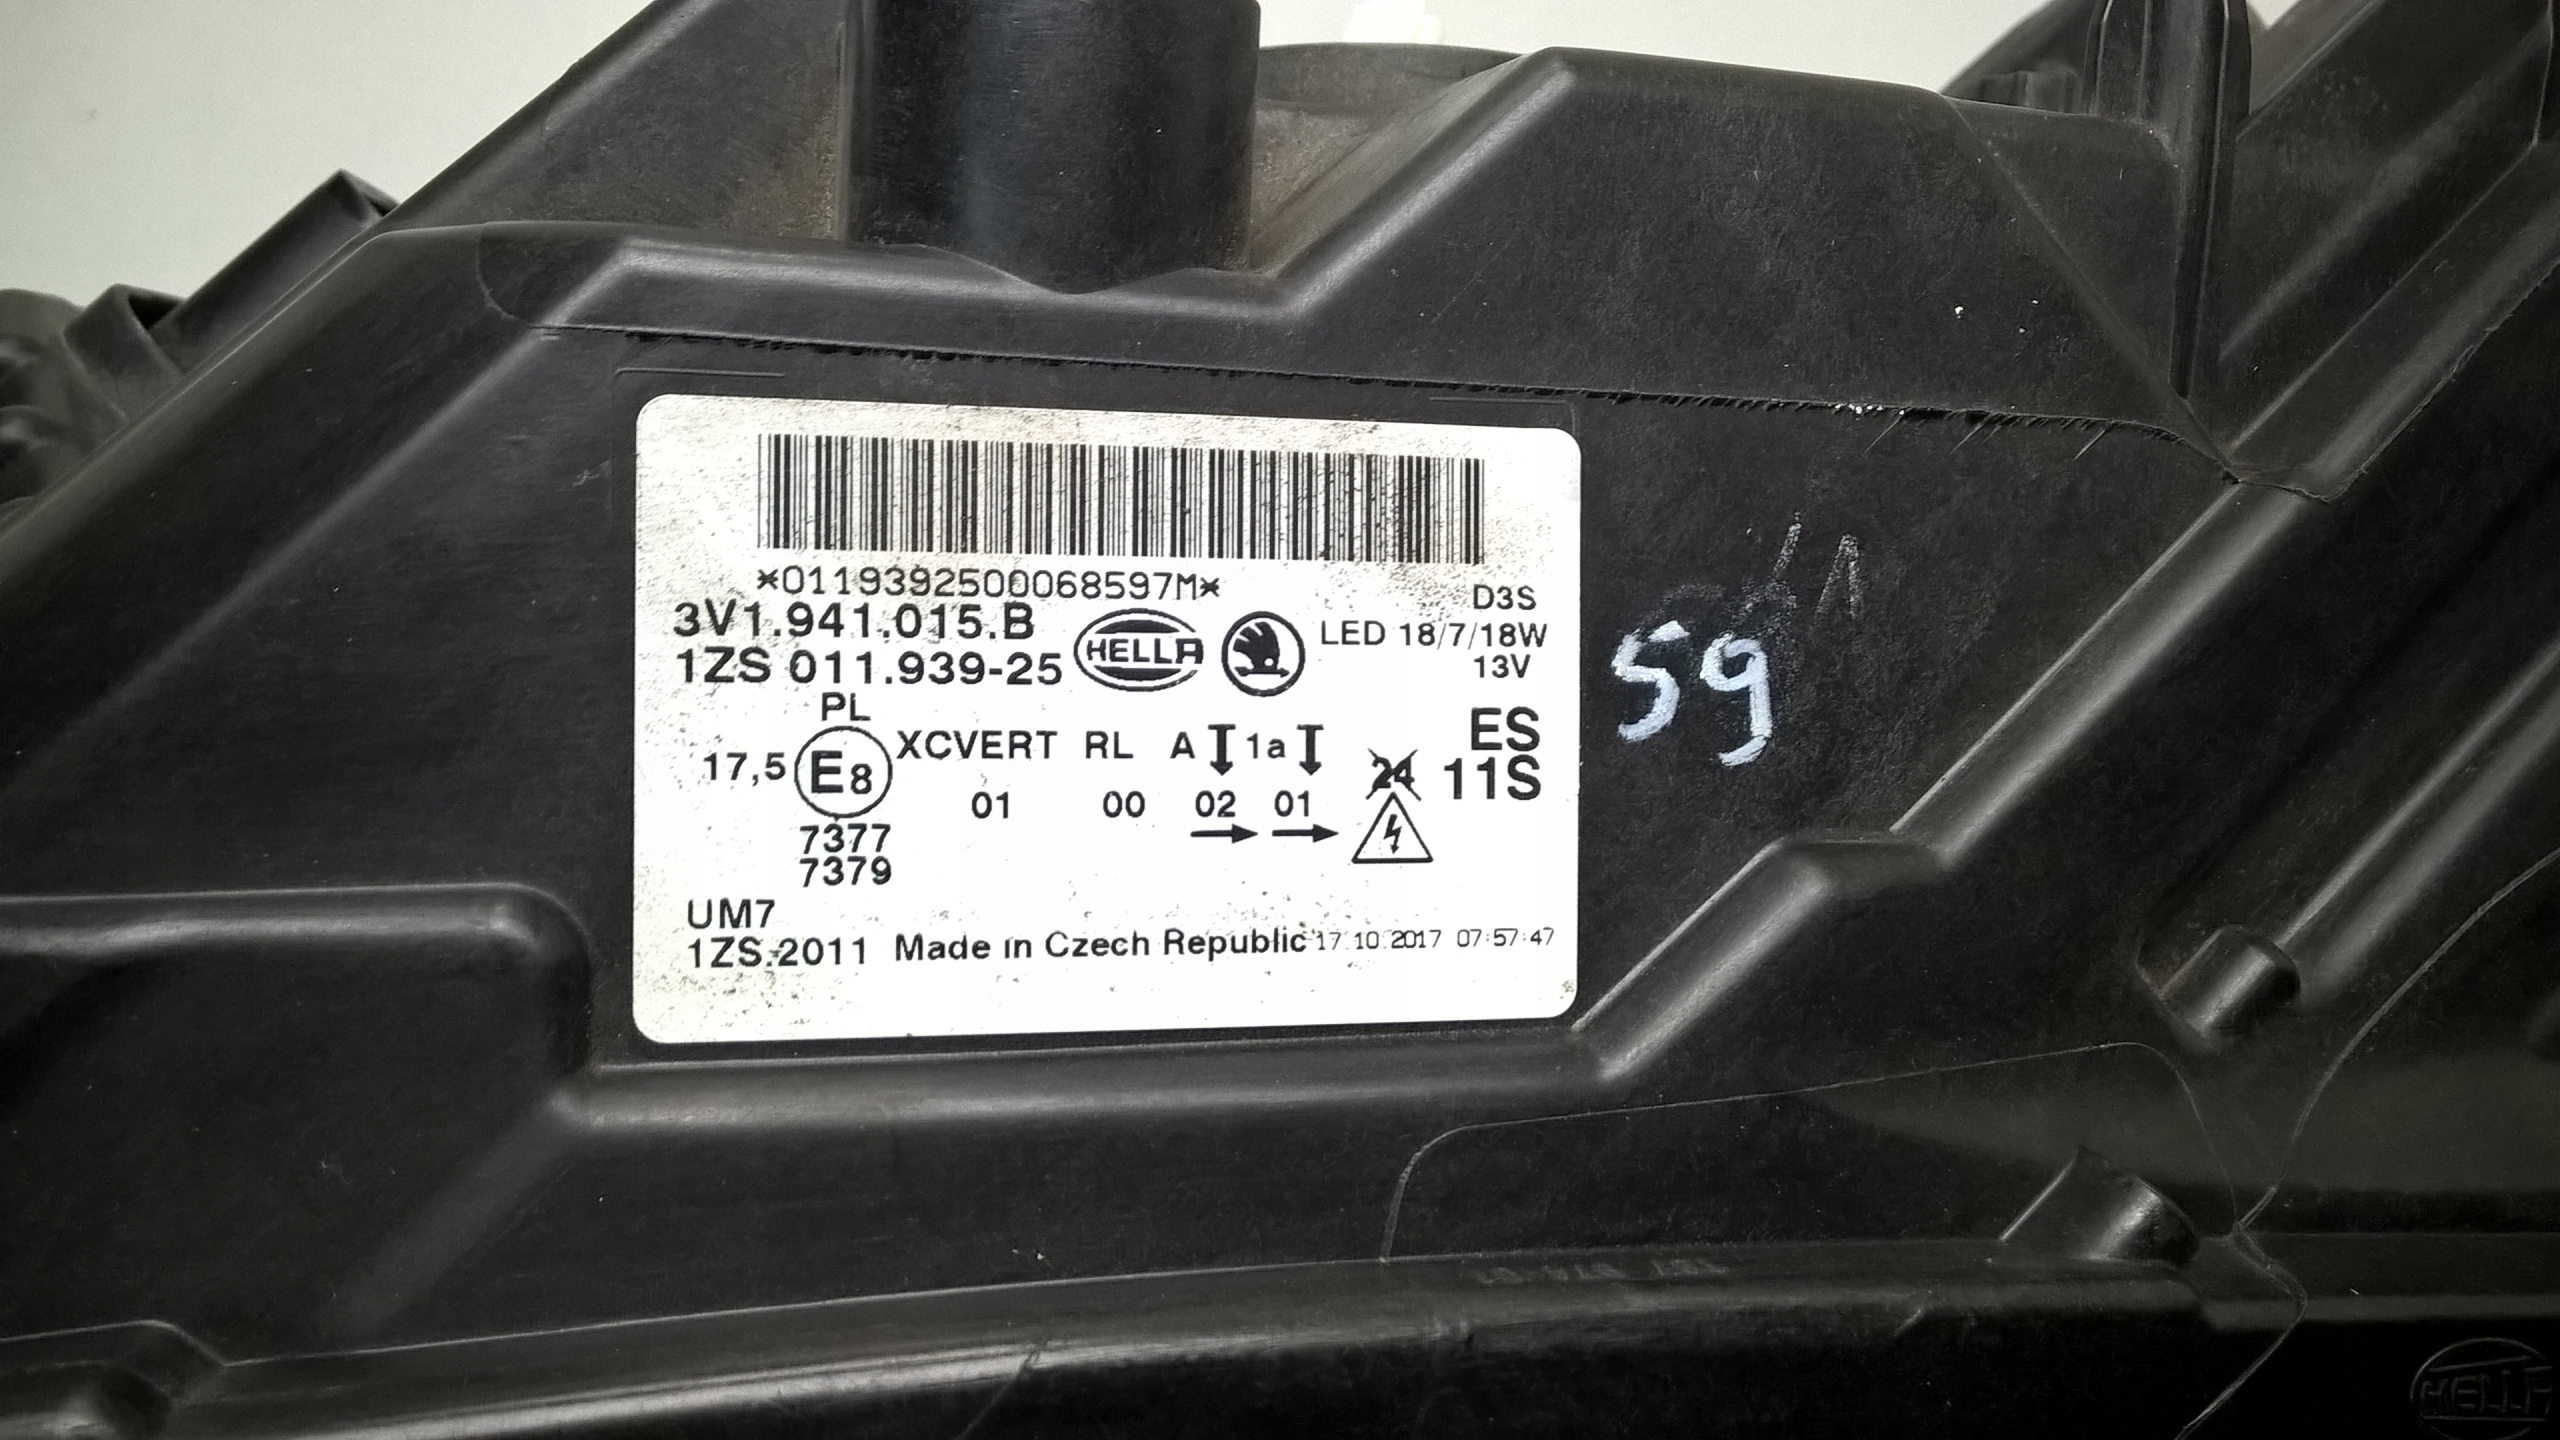 *0119392500068597M*
3V1.941.015.B
1ZS 011.939-25
HELLA
D3S
LED 18/7/18W
13V
PL
17,5 E8 XCVERT RL A 1a
01 00 02 01
24
ES
11S
7377
7379
UM7
1ZS.2011 Made in Czech Republic 17.10.2017 07:57:47
59
HELLA